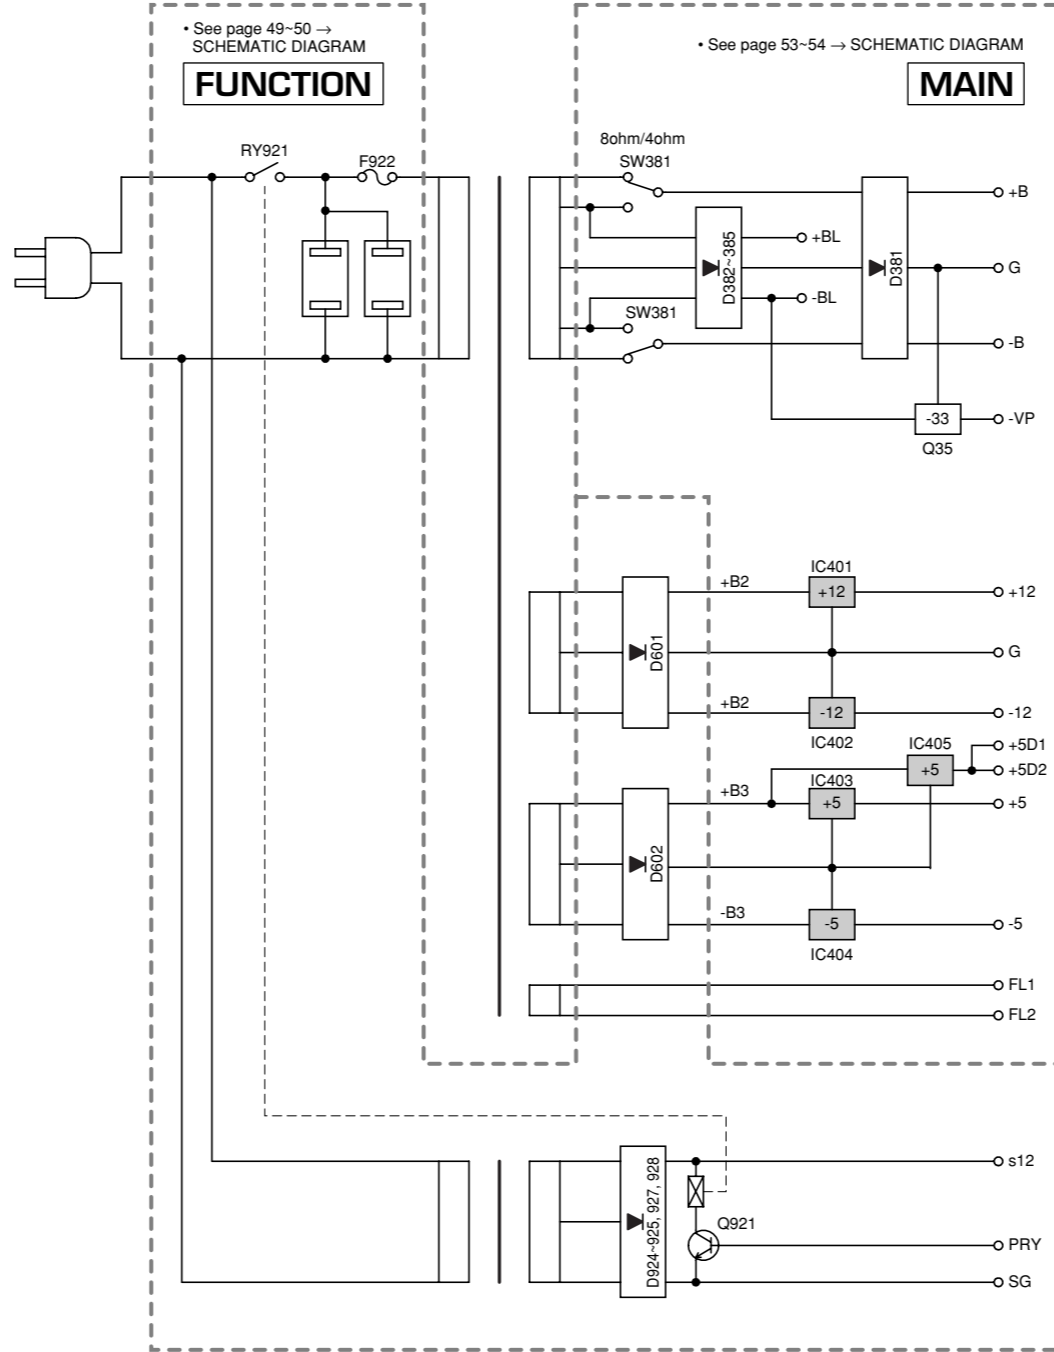 • See page 49~50 →
SCHEMATIC DIAGRAM
FUNCTION
• See page 53~54 → SCHEMATIC DIAGRAM
MAIN
RY921
F922
8ohm/4ohm
SW381
+B
+BL
D382~385
D381
G
-BL
SW381
-B
-33
-VP
Q35
IC401
+B2
+12
+12
D601
G
+B2
-12
-12
IC402
IC405
+5D1
+5
+5D2
IC403
+B3
+5
+5
D602
-B3
-5
-5
IC404
FL1
FL2
D924~925, 927, 928
s12
Q921
PRY
SG